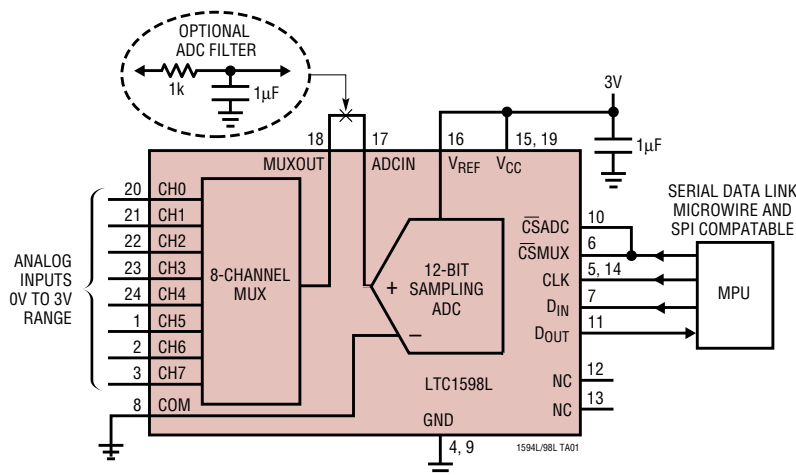 OPTIONAL
ADC FILTER
1k
1µF
3V
1µF
18
17
16
15, 19
MUXOUT
ADCIN
VREF
VCC
20 CH0
21 CH1
22 CH2
23 CH3
24 CH4
1 CH5
2 CH6
3 CH7
8 COM
ANALOG
INPUTS
0V TO 3V
RANGE
8-CHANNEL
MUX
+
12-BIT
SAMPLING
ADC
–
LTC1598L
GND
4, 9
CSADC 10
CSMUX 6
CLK 5, 14
DIN 7
DOUT 11
NC 12
NC 13
SERIAL DATA LINK
MICROWIRE AND
SPI COMPATABLE
MPU
1594L/98L TA01